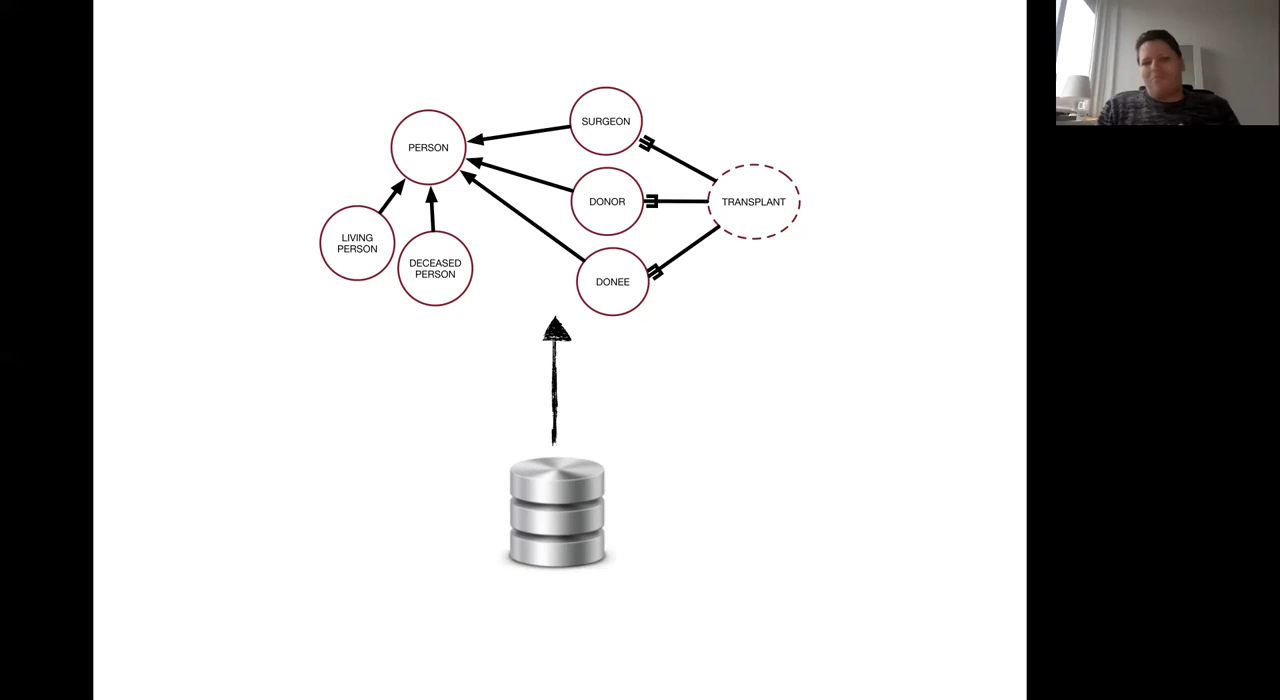 SURGEON
PERSON
DONOR
TRANSPLANT
LIVING
PERSON
DECEASED
PERSON
DONEE